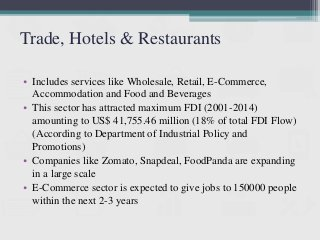 Trade, Hotels & Restaurants
• Includes services like Wholesale, Retail, E-Commerce,
Accommodation and Food and Beverages
• This sector has attracted maximum FDI (2001-2014)
amounting to US$ 41,755.46 million (18% of total FDI Flow)
(According to Department of Industrial Policy and
Promotions)
• Companies like Zomato, Snapdeal, FoodPanda are expanding
in a large scale
• E-Commerce sector is expected to give jobs to 150000 people
within the next 2-3 years